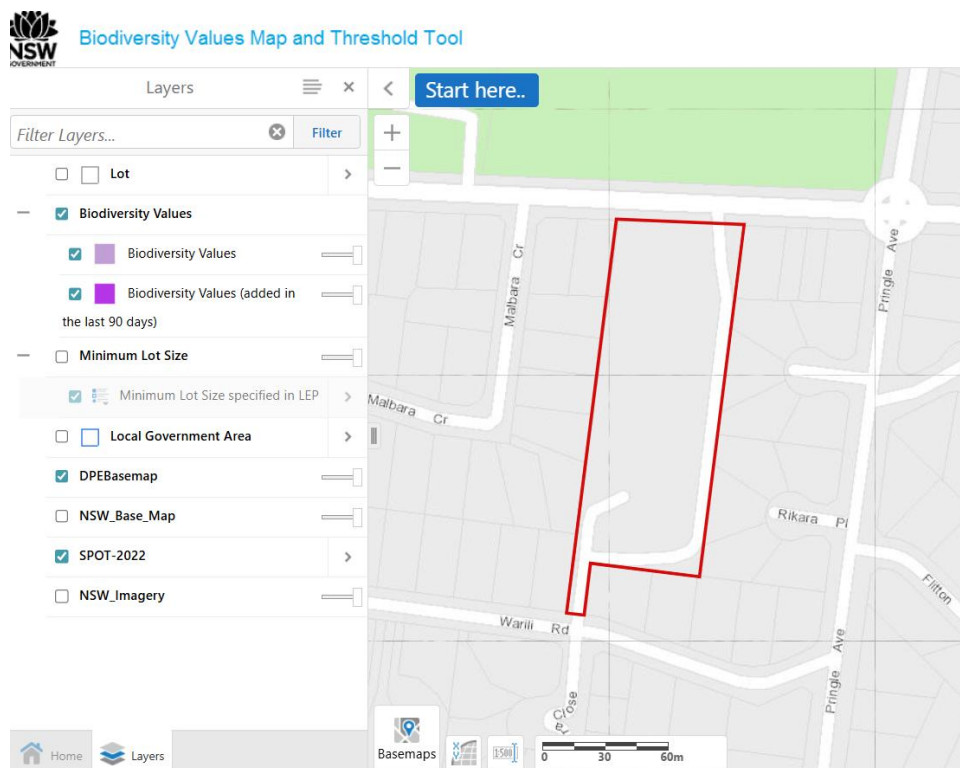 NSW
GOVERNMENT
Biodiversity Values Map and Threshold Tool
Layers
Filter Layers...
Filter
Lot
Biodiversity Values
Biodiversity Values
Biodiversity Values (added in
the last 90 days)
Minimum Lot Size
Minimum Lot Size specified in LEP
Local Government Area
DPEBasemap
NSW_Base_Map
SPOT-2022
NSW_Imagery
Home
Layers
Start here..
Malbara Cr
Pringle Ave
Malbara Cr
Rikara Pl
Flitton
Warili Rd
Pringle Ave
Close
Basemaps
1:500
0 30 60m